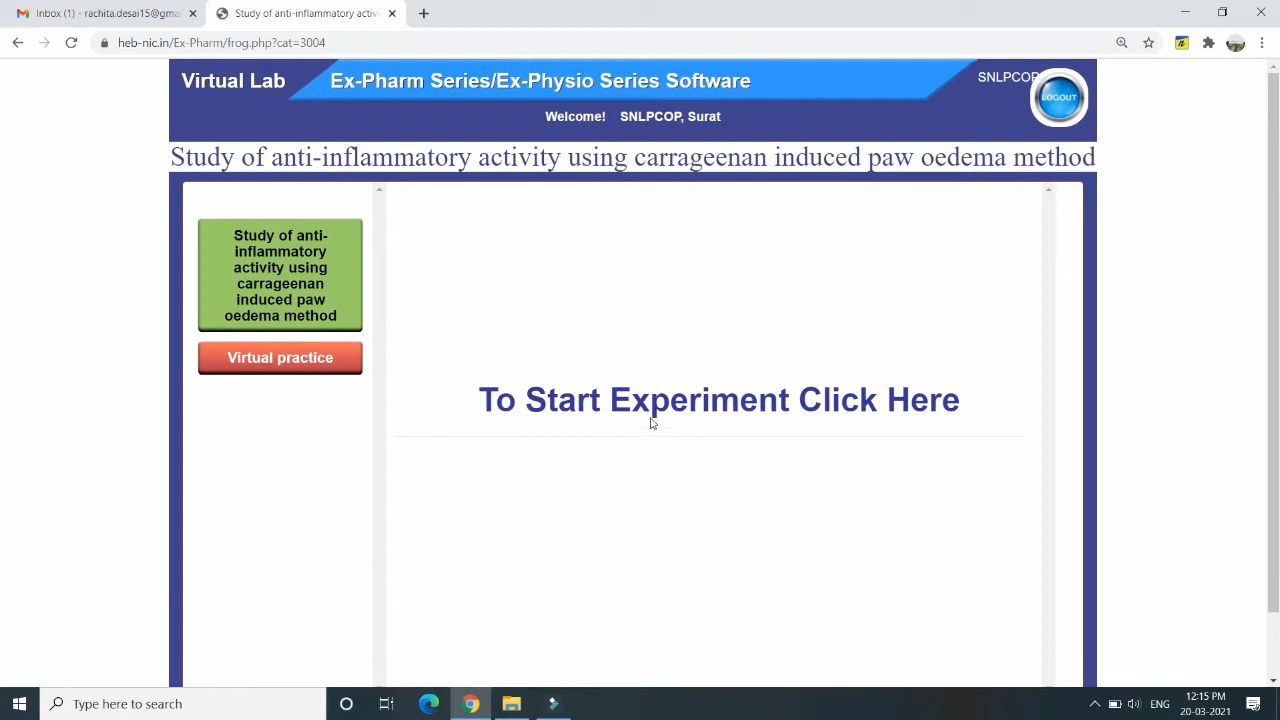 Inbox (1) - rachita.desai15@gma
Study of anti-inflammatory activi
heb-nic.in/Ex-Pharm/frog.php?cat=3004
Virtual Lab
Ex-Pharm Series/Ex-Physio Series Software
SNLPCOP
LOGOUT
Welcome! SNLPCOP, Surat
Study of anti-inflammatory activity using carrageenan induced paw oedema method
Study of anti-
inflammatory
activity using
carrageenan
induced paw
oedema method
Virtual practice
To Start Experiment Click Here
Type here to search
ENG
12:15 PM
20-03-2021